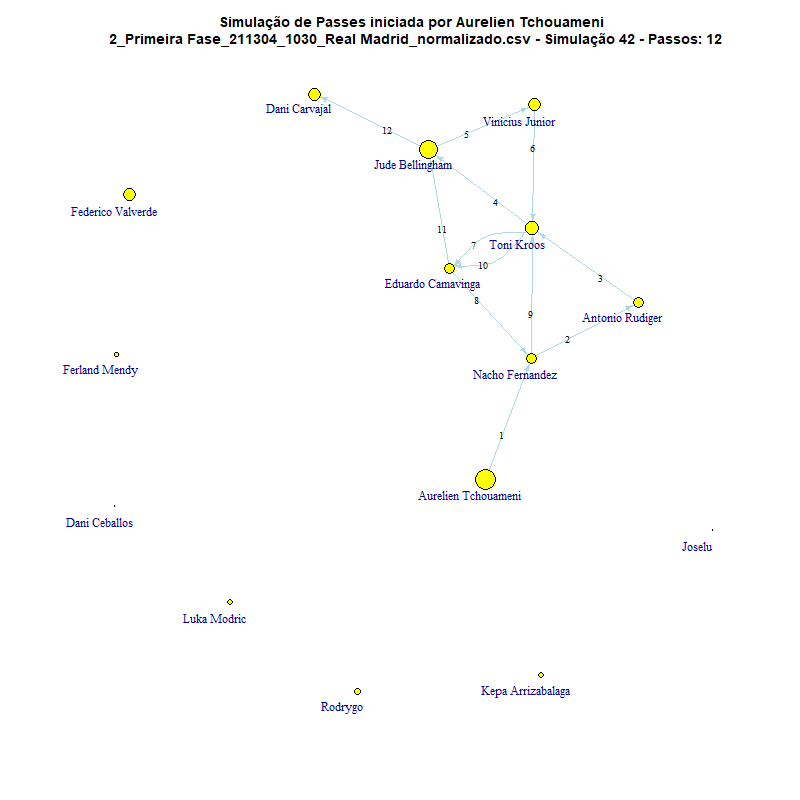 Simulação de Passes iniciada por Aurelien Tchouameni
2_Primeira Fase_211304_1030_Real Madrid_normalizado.csv - Simulação 42 - Passos: 12
Dani Carvajal
Vinicius Junior
12
5
6
Jude Bellingham
4
Federico Valverde
11
7
Toni Kroos
10
Eduardo Camavinga
3
8
9
Antonio Rudiger
2
Ferland Mendy
Nacho Fernandez
1
Aurelien Tchouameni
Dani Ceballos
Joselu
Luka Modric
Kepa Arrizabalaga
Rodrygo